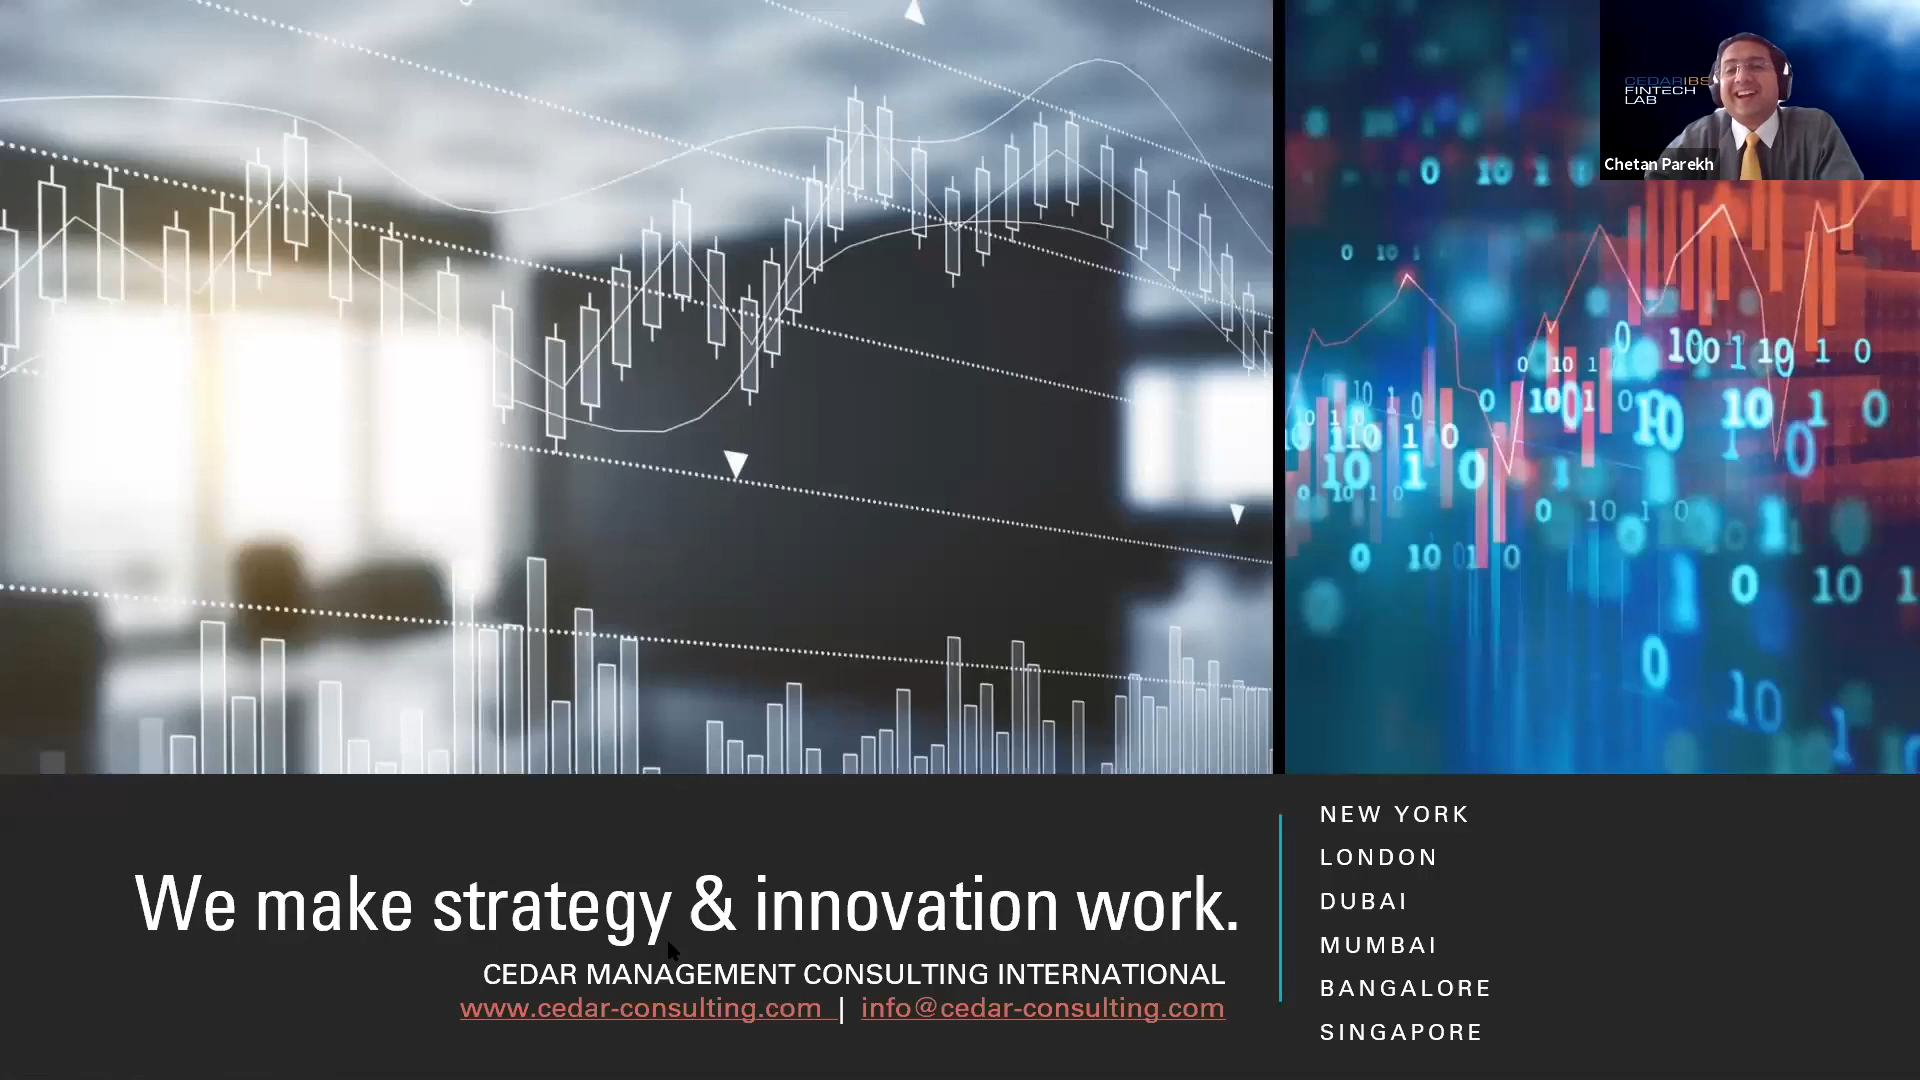 CEDARIBS
FINTECH
LAB
Chetan Parekh
We make strategy & innovation work.
CEDAR MANAGEMENT CONSULTING INTERNATIONAL
www.cedar-consulting.com | info@cedar-consulting.com
NEW YORK
LONDON
DUBAI
MUMBAI
BANGALORE
SINGAPORE